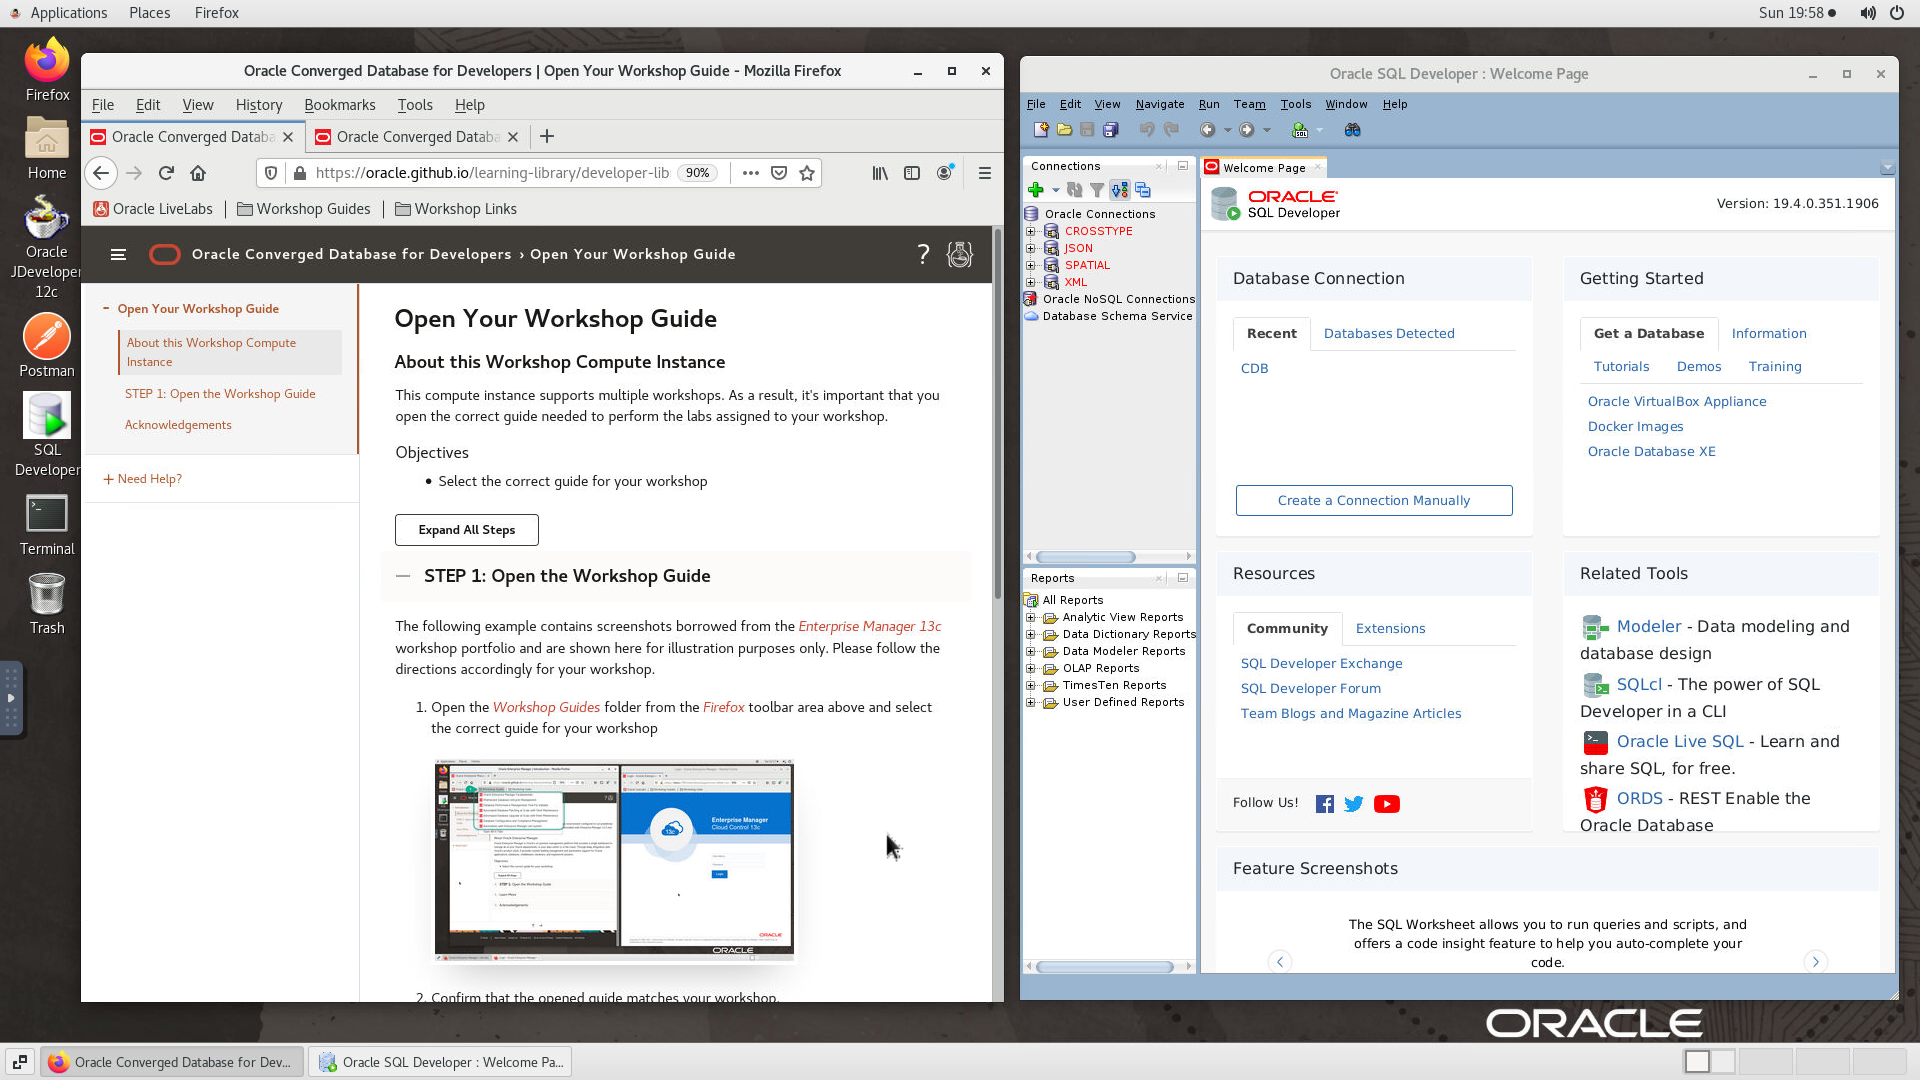 Applications Places Firefox Sun 19:58
Firefox
Home
Oracle
JDeveloper
12c
Postman
SQL
Developer
Terminal
Trash
Oracle Converged Database for Developers | Open Your Workshop Guide - Mozilla Firefox
File Edit View History Bookmarks Tools Help
Oracle Converged Databa Oracle Converged Databa
https://oracle.github.io/learning-library/developer-lib 90%
Oracle LiveLabs Workshop Guides Workshop Links
Oracle Converged Database for Developers › Open Your Workshop Guide ?
- Open Your Workshop Guide
About this Workshop Compute
Instance
STEP 1: Open the Workshop Guide
Acknowledgements
+ Need Help?
Open Your Workshop Guide
About this Workshop Compute Instance
This compute instance supports multiple workshops. As a result, it's important that you
open the correct guide needed to perform the labs assigned to your workshop.
Objectives
• Select the correct guide for your workshop
Expand All Steps
— STEP 1: Open the Workshop Guide
The following example contains screenshots borrowed from the Enterprise Manager 13c
workshop portfolio and are shown here for illustration purposes only. Please follow the
directions accordingly for your workshop.
1. Open the Workshop Guides folder from the Firefox toolbar area above and select
the correct guide for your workshop
Enterprise Manager
Cloud Control 13c
ORACLE
2. Confirm that the opened guide matches your workshop.
Oracle SQL Developer : Welcome Page
File Edit View Navigate Run Team Tools Window Help
Connections
Oracle Connections
CROSSTYPE
JSON
SPATIAL
XML
Oracle NoSQL Connections
Database Schema Service
Reports
All Reports
Analytic View Reports
Data Dictionary Reports
Data Modeler Reports
OLAP Reports
TimesTen Reports
User Defined Reports
Welcome Page
ORACLE
SQL Developer
Version: 19.4.0.351.1906
Database Connection
Recent Databases Detected
CDB
Create a Connection Manually
Getting Started
Get a Database Information
Tutorials Demos Training
Oracle VirtualBox Appliance
Docker Images
Oracle Database XE
Resources
Community Extensions
SQL Developer Exchange
SQL Developer Forum
Team Blogs and Magazine Articles
Follow Us!
Related Tools
Modeler - Data modeling and
database design
SQLcl - The power of SQL
Developer in a CLI
Oracle Live SQL - Learn and
share SQL, for free.
ORDS - REST Enable the
Oracle Database
Feature Screenshots
The SQL Worksheet allows you to run queries and scripts, and
offers a code insight feature to help you auto-complete your
code.
ORACLE
Oracle Converged Database for Dev... Oracle SQL Developer : Welcome Pa...